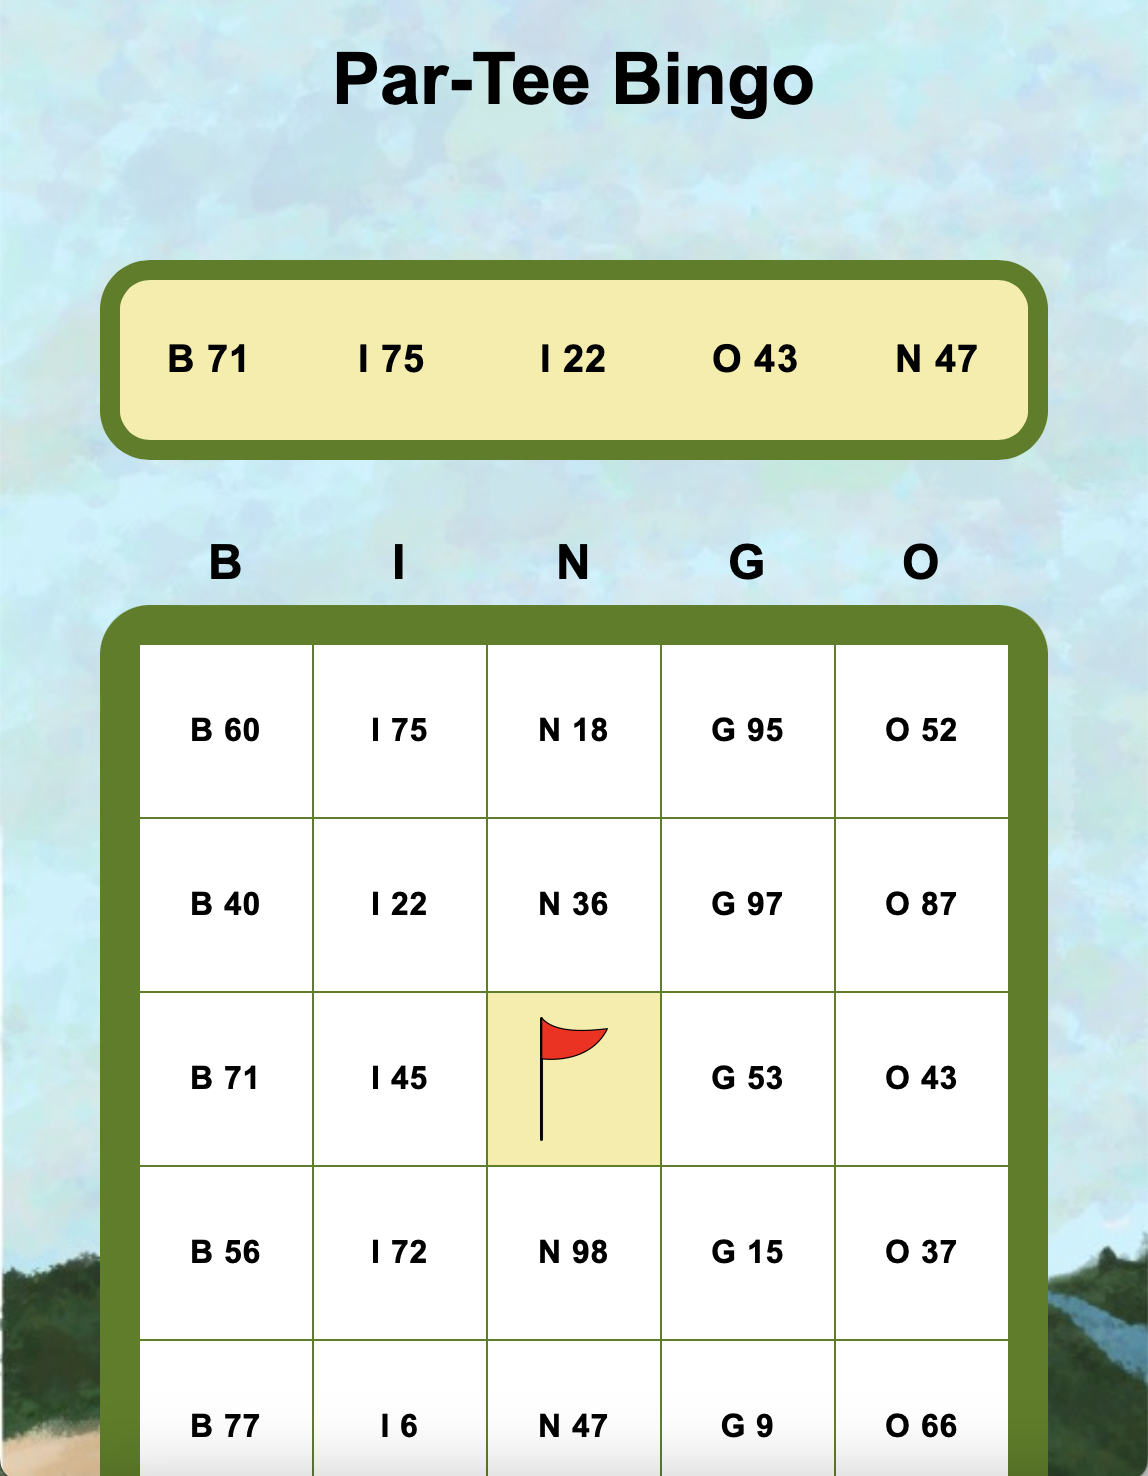 Par-Tee Bingo
B 71 I 75 I 22 O 43 N 47
B I N G O
B 60 I 75 N 18 G 95 O 52
B 40 I 22 N 36 G 97 O 87
B 71 I 45 G 53 O 43
B 56 I 72 N 98 G 15 O 37
B 77 I 6 N 47 G 9 O 66